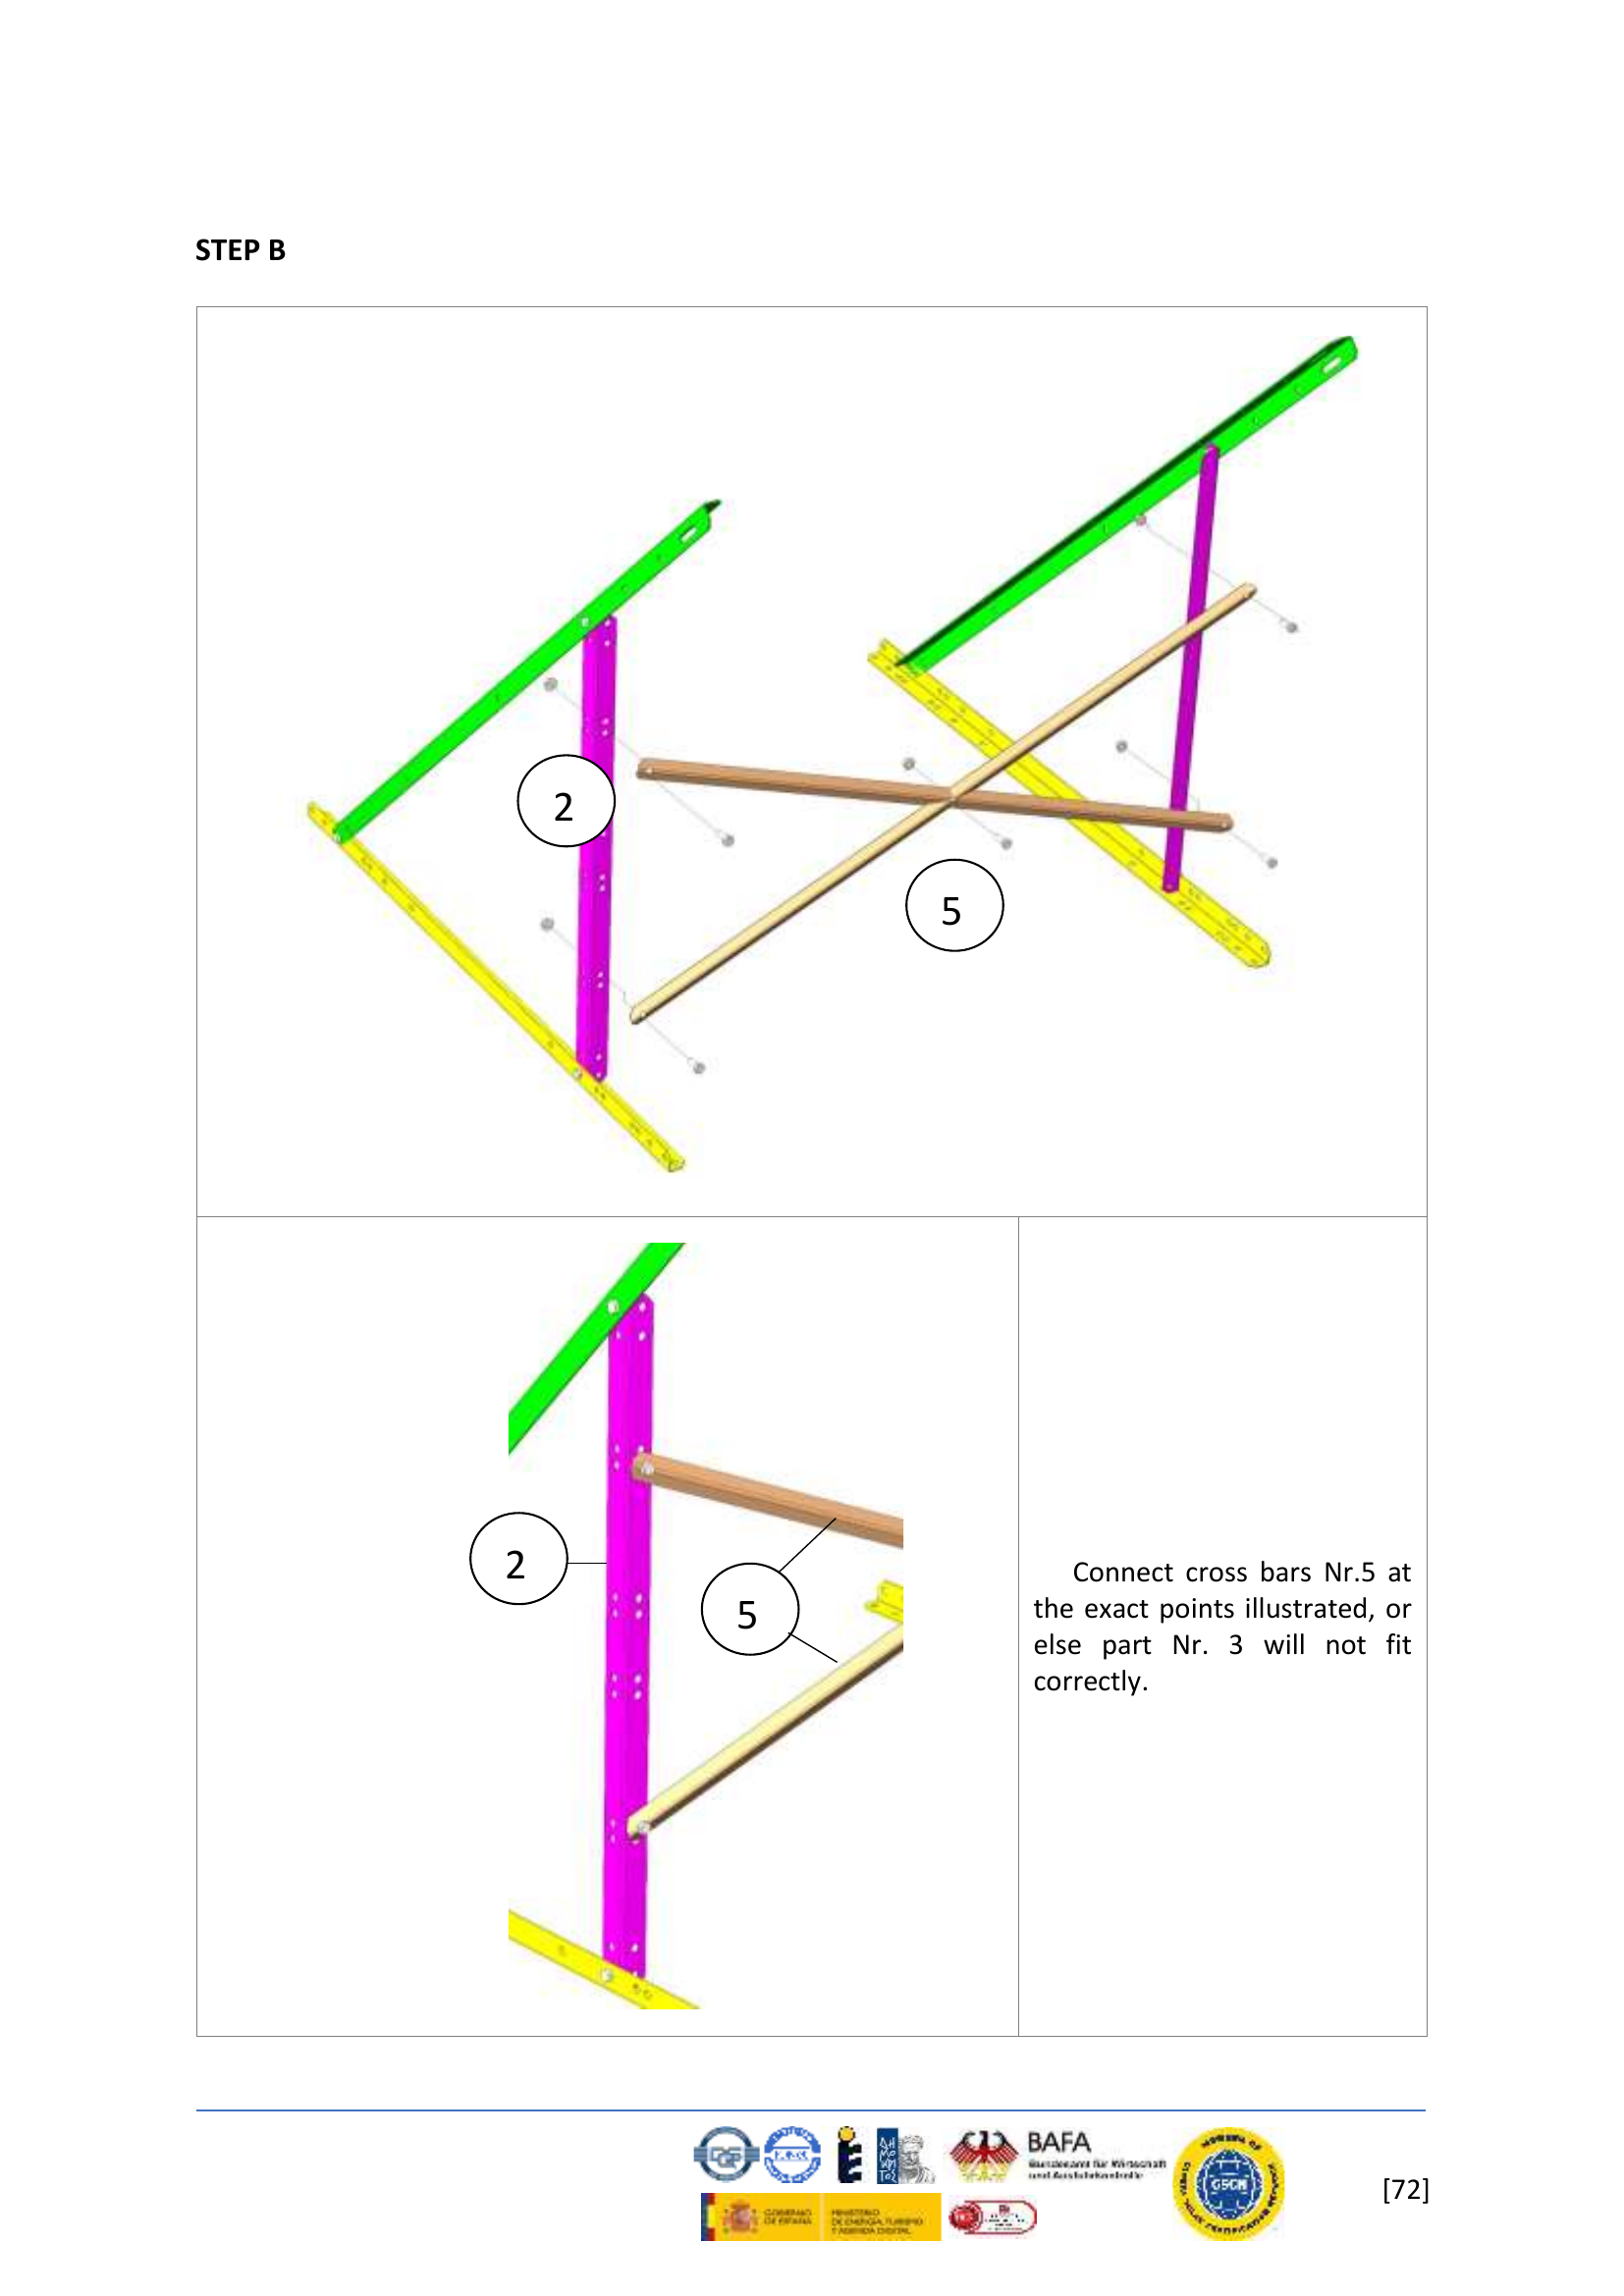 STEP B
2
5
2
5
Connect cross bars Nr.5 at
the exact points illustrated, or
else part Nr. 3 will not fit
correctly.
BAFA
Bundesamt für Wirtschaft
und Ausfuhrkontrolle
GOBIERNO
DE ESPAÑA
MINISTERIO
DE ENERGÍA, TURISMO
Y AGENDA DIGITAL
[72]